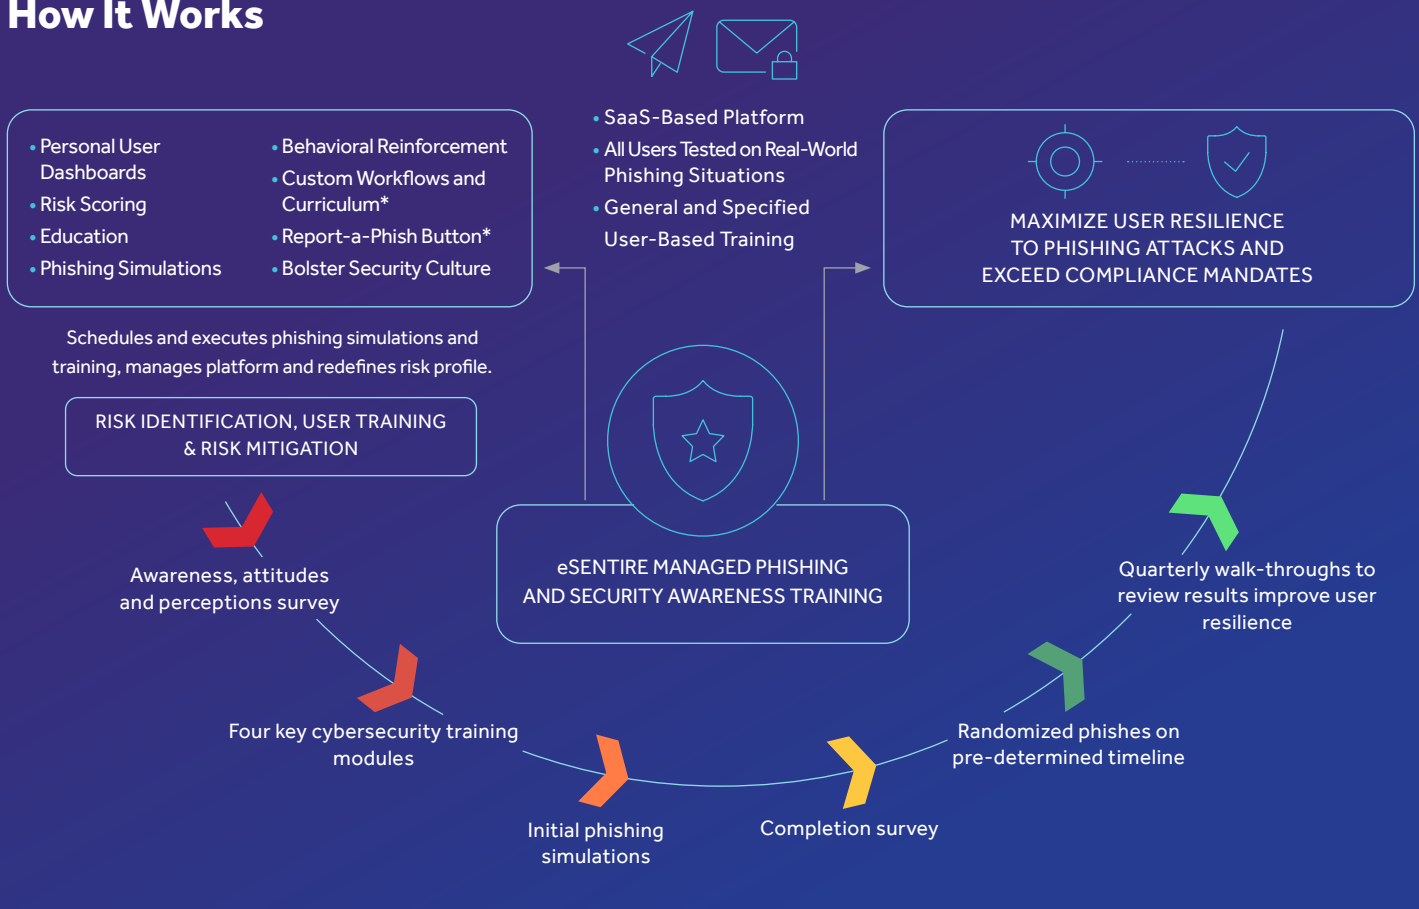 How It Works
• Personal User
Dashboards
• Risk Scoring
• Education
• Phishing Simulations
• Behavioral Reinforcement
• Custom Workflows and
Curriculum*
• Report-a-Phish Button*
• Bolster Security Culture
• SaaS-Based Platform
• All Users Tested on Real-World
Phishing Situations
• General and Specified
User-Based Training
MAXIMIZE USER RESILIENCE
TO PHISHING ATTACKS AND
EXCEED COMPLIANCE MANDATES
Schedules and executes phishing simulations and
training, manages platform and redefines risk profile.
RISK IDENTIFICATION, USER TRAINING
& RISK MITIGATION
eSENTIRE MANAGED PHISHING
AND SECURITY AWARENESS TRAINING
Awareness, attitudes
and perceptions survey
Four key cybersecurity training
modules
Initial phishing
simulations
Completion survey
Randomized phishes on
pre-determined timeline
Quarterly walk-throughs to
review results improve user
resilience